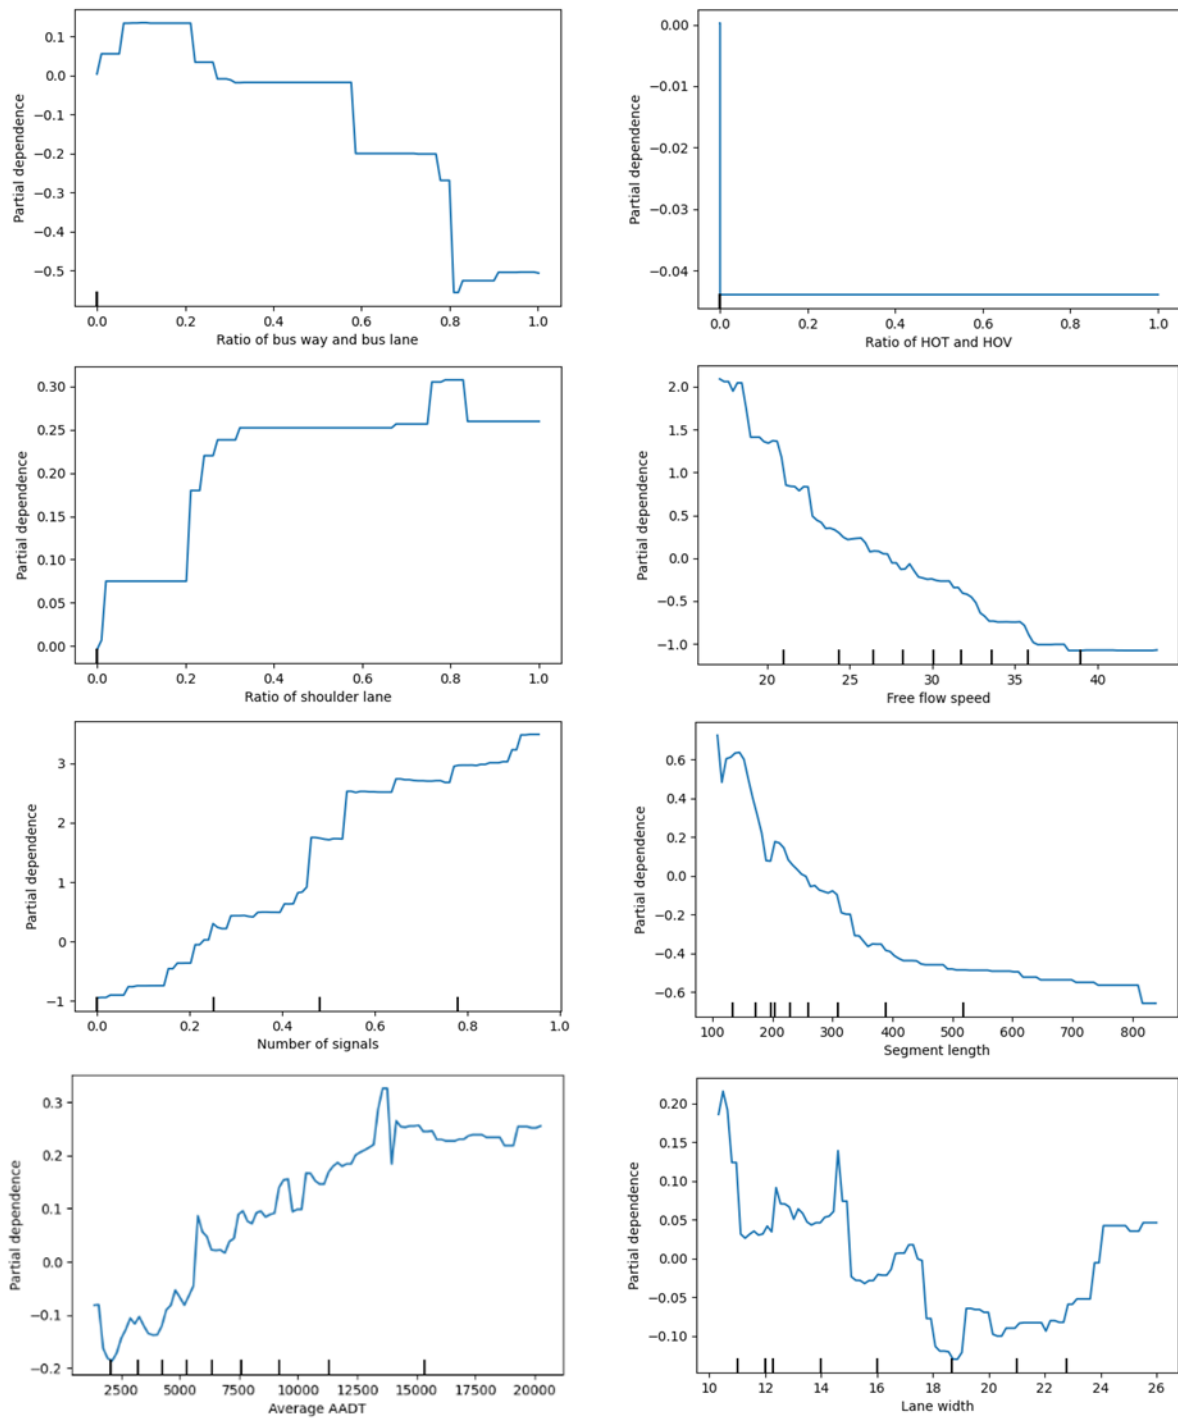 0.1
0.0
−0.1
−0.2
−0.3
−0.4
−0.5
Partial dependence
0.0 0.2 0.4 0.6 0.8 1.0
Ratio of bus way and bus lane
0.00
−0.01
−0.02
−0.03
−0.04
Partial dependence
0.0 0.2 0.4 0.6 0.8 1.0
Ratio of HOT and HOV
0.30
0.25
0.20
0.15
0.10
0.05
0.00
Partial dependence
0.0 0.2 0.4 0.6 0.8 1.0
Ratio of shoulder lane
2.0
1.5
1.0
0.5
0.0
−0.5
−1.0
Partial dependence
20 25 30 35 40
Free flow speed
3
2
1
0
−1
Partial dependence
0.0 0.2 0.4 0.6 0.8 1.0
Number of signals
0.6
0.4
0.2
0.0
−0.2
−0.4
−0.6
Partial dependence
100 200 300 400 500 600 700 800
Segment length
0.3
0.2
0.1
0.0
−0.1
−0.2
Partial dependence
2500 5000 7500 10000 12500 15000 17500 20000
Average AADT
0.20
0.15
0.10
0.05
0.00
−0.05
−0.10
Partial dependence
10 12 14 16 18 20 22 24 26
Lane width